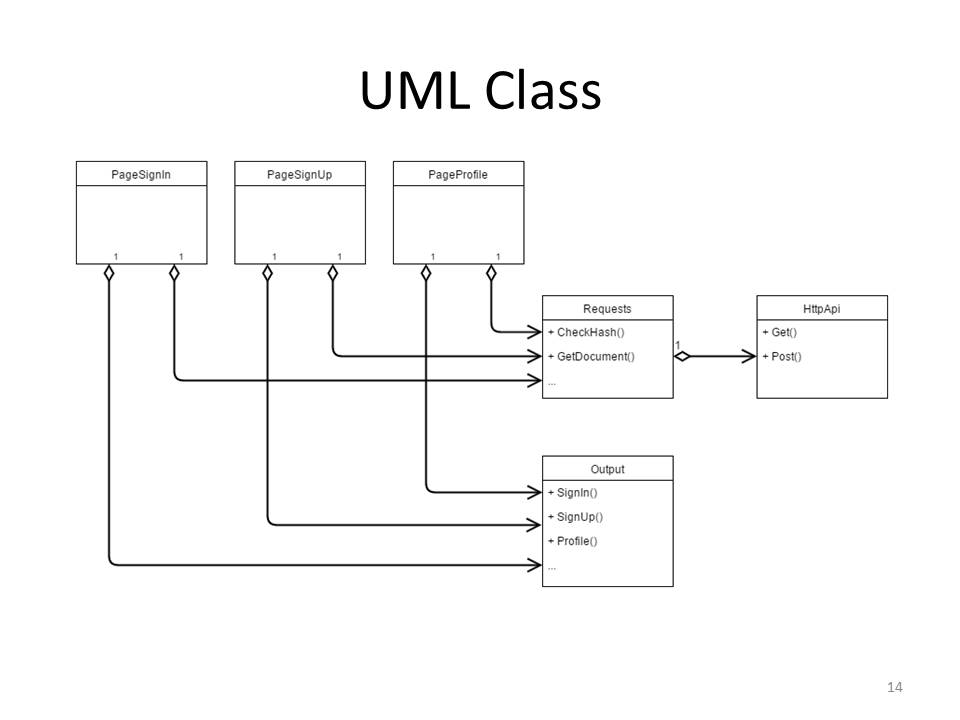 UML Class
PageSignIn
PageSignUp
PageProfile
1
1
1
1
1
1
Requests
+ CheckHash()
+ GetDocument()
...
1
HttpApi
+ Get()
+ Post()
Output
+ SignIn()
+ SignUp()
+ Profile()
...
14